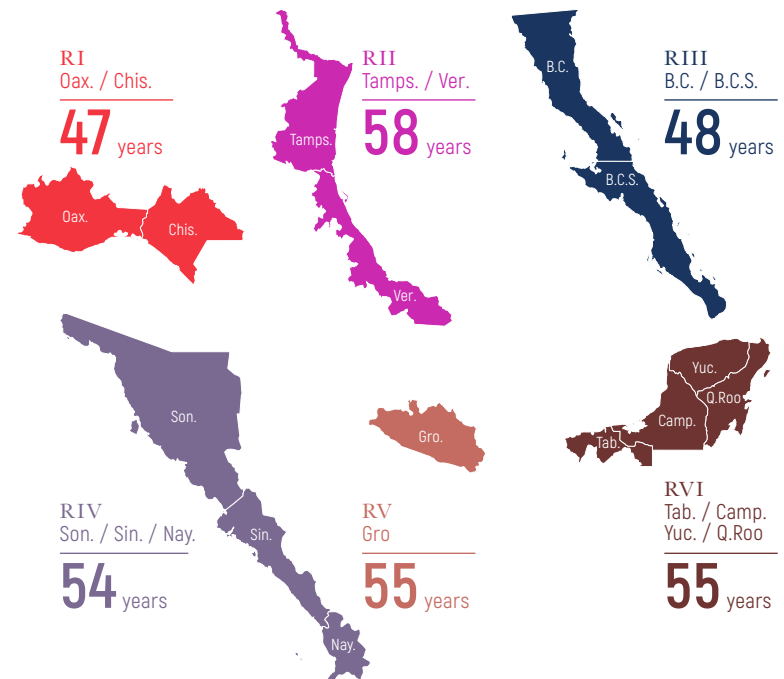 RI
Oax. / Chis.
47 years
Oax.
Chis.
RII
Tamps. / Ver.
58 years
Tamps.
Ver.
RIII
B.C. / B.C.S.
48 years
B.C.
B.C.S.
RIV
Son. / Sin. / Nay.
54 years
Son.
Sin.
Nay.
RV
Gro
55 years
Gro.
RVI
Tab. / Camp.
Yuc. / Q.Roo
55 years
Yuc.
Q.Roo
Camp.
Tab.